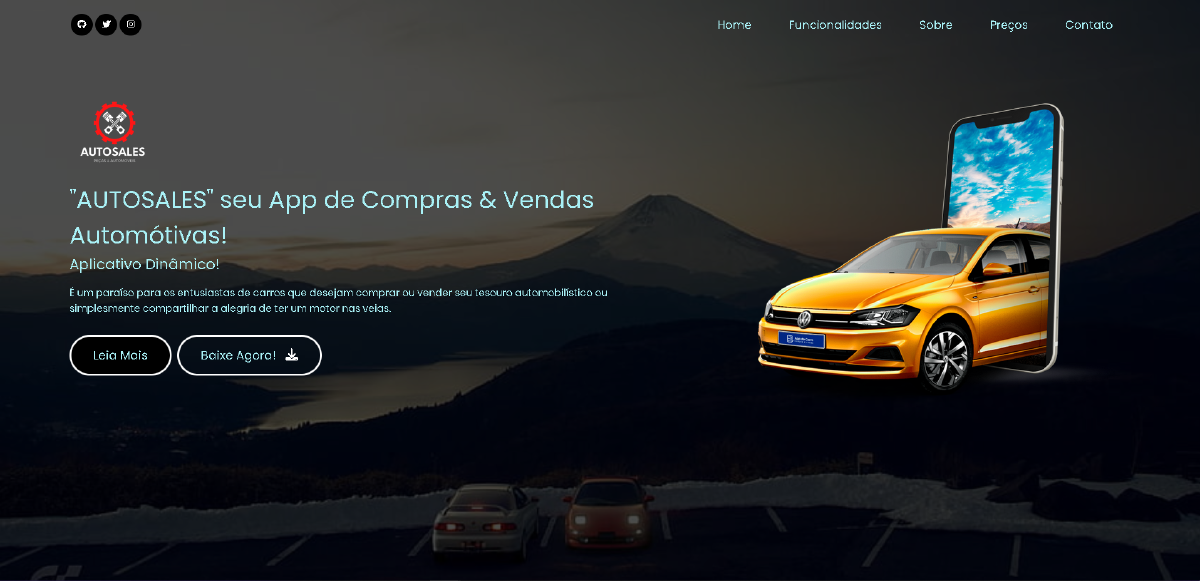 Home Funcionalidades Sobre Preços Contato
AUTOSALES
"AUTOSALES" seu App de Compras & Vendas
Automótivas!
Aplicativo Dinâmico!
É um paraíso para os entusiastas de carros que desejam comprar ou vender seu tesouro automobilístico ou
simplesmente compartilhar a alegria de ter um motor nas veias.
Leia Mais Baixe Agora!